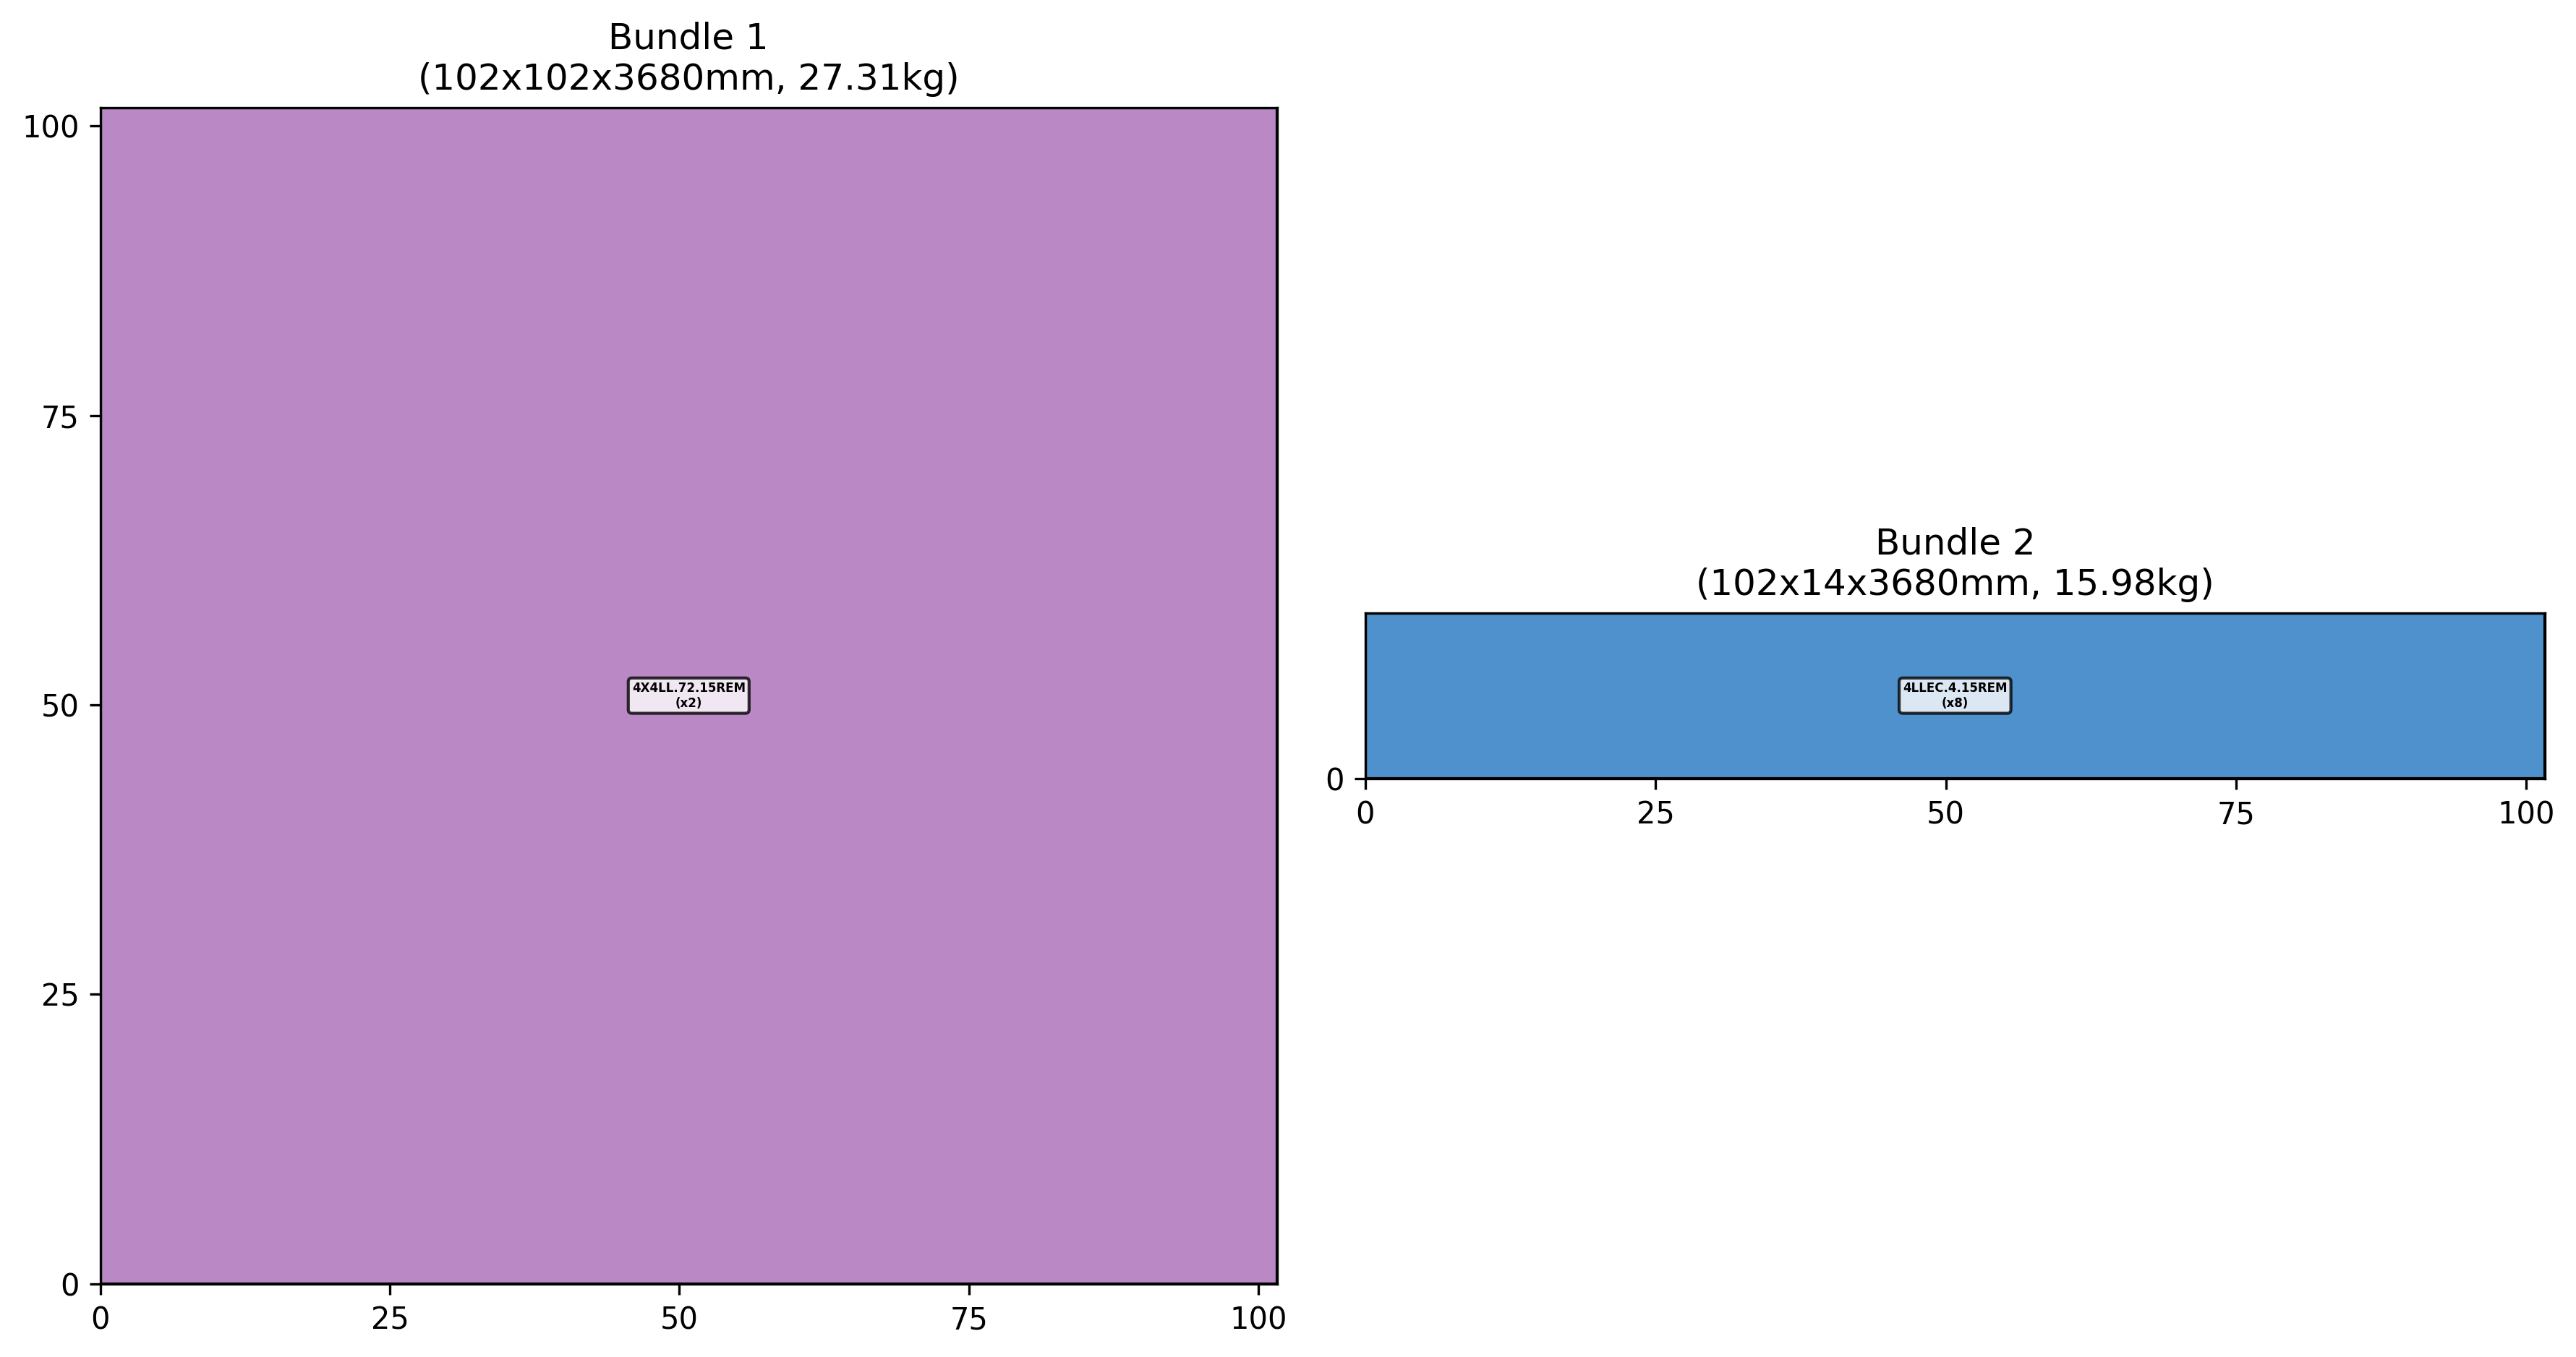 Bundle 1
(102x102x3680mm, 27.31kg)
100
75
50
25
0
4X4LL.72.15REM
(x2)
0 25 50 75 100
Bundle 2
(102x14x3680mm, 15.98kg)
4LLEC.4.15REM
(x8)
0
0 25 50 75 100